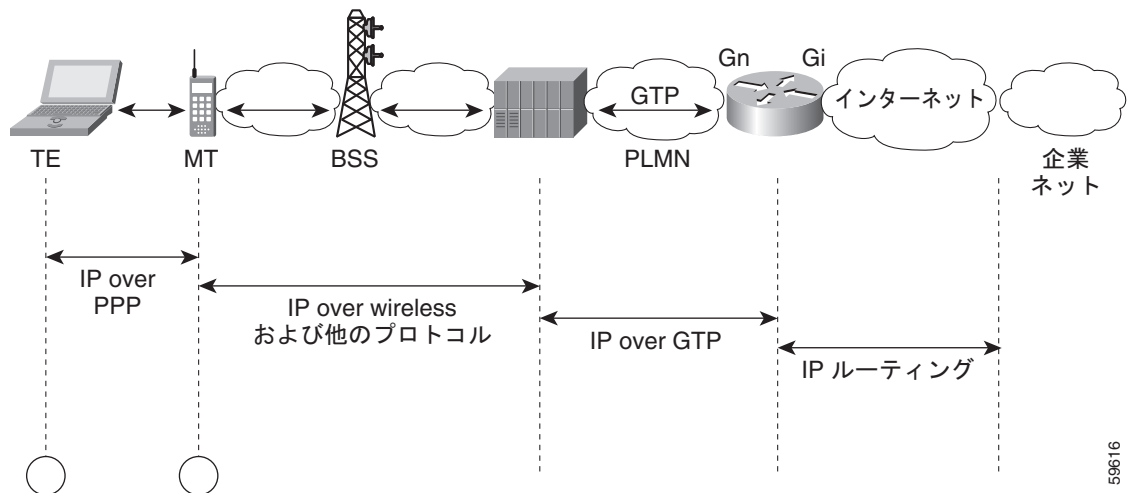 Gn
Gi
GTP
インターネット
TE
MT
BSS
PLMN
企業
ネット
IP over
PPP
IP over wireless
および他のプロトコル
IP over GTP
IP ルーティング
59616